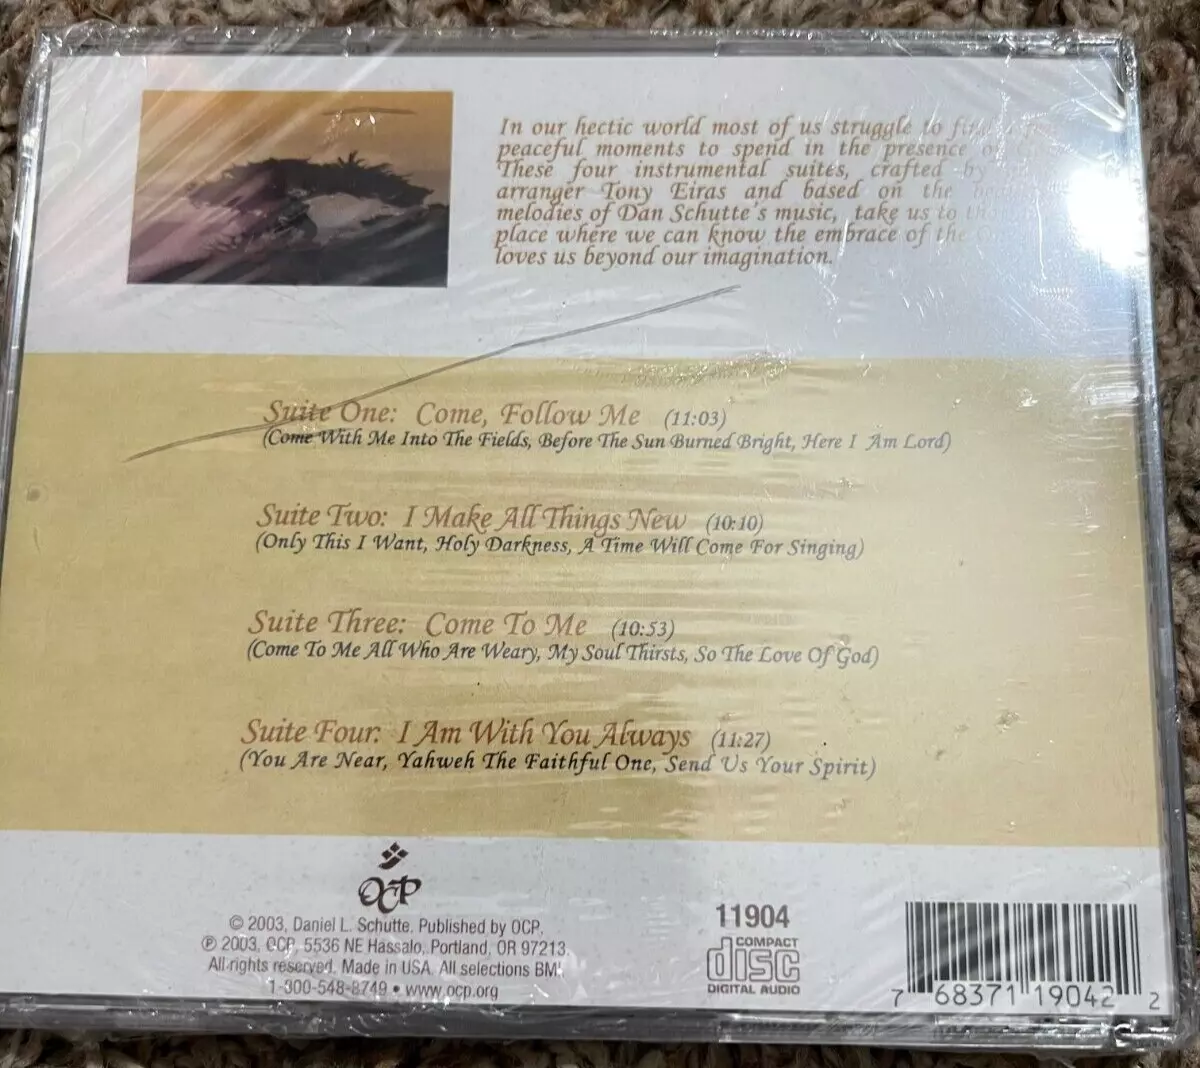 In our hectic world most of us struggle to
peaceful moments to spend in the presence of
These four instrumental suites, crafted by
arranger Tony Eiras and based on the
melodies of Dan Schutte's music, take us to
place where we can know the embrace of the
loves us beyond our imagination.
Suite One: Come, Follow Me (11:03)
(Come With Me Into The Fields, Before The Sun Burned Bright, Here I Am Lord)
Suite Two: I Make All Things New (10:10)
(Only This I Want, Holy Darkness, A Time Will Come For Singing)
Suite Three: Come To Me (10:53)
(Come To Me All Who Are Weary, My Soul Thirsts, So The Love Of God)
Suite Four: I Am With You Always (11:27)
(You Are Near, Yahweh The Faithful One, Send Us Your Spirit)
OCP
© 2003, Daniel L. Schutte. Published by OCP.
℗ 2003, OCP, 5536 NE Hassalo, Portland, OR 97213.
All rights reserved. Made in USA. All selections BMI.
1-800-548-8749 • www.ocp.org
11904
COMPACT
disc
DIGITAL AUDIO
7 68371 19042 2